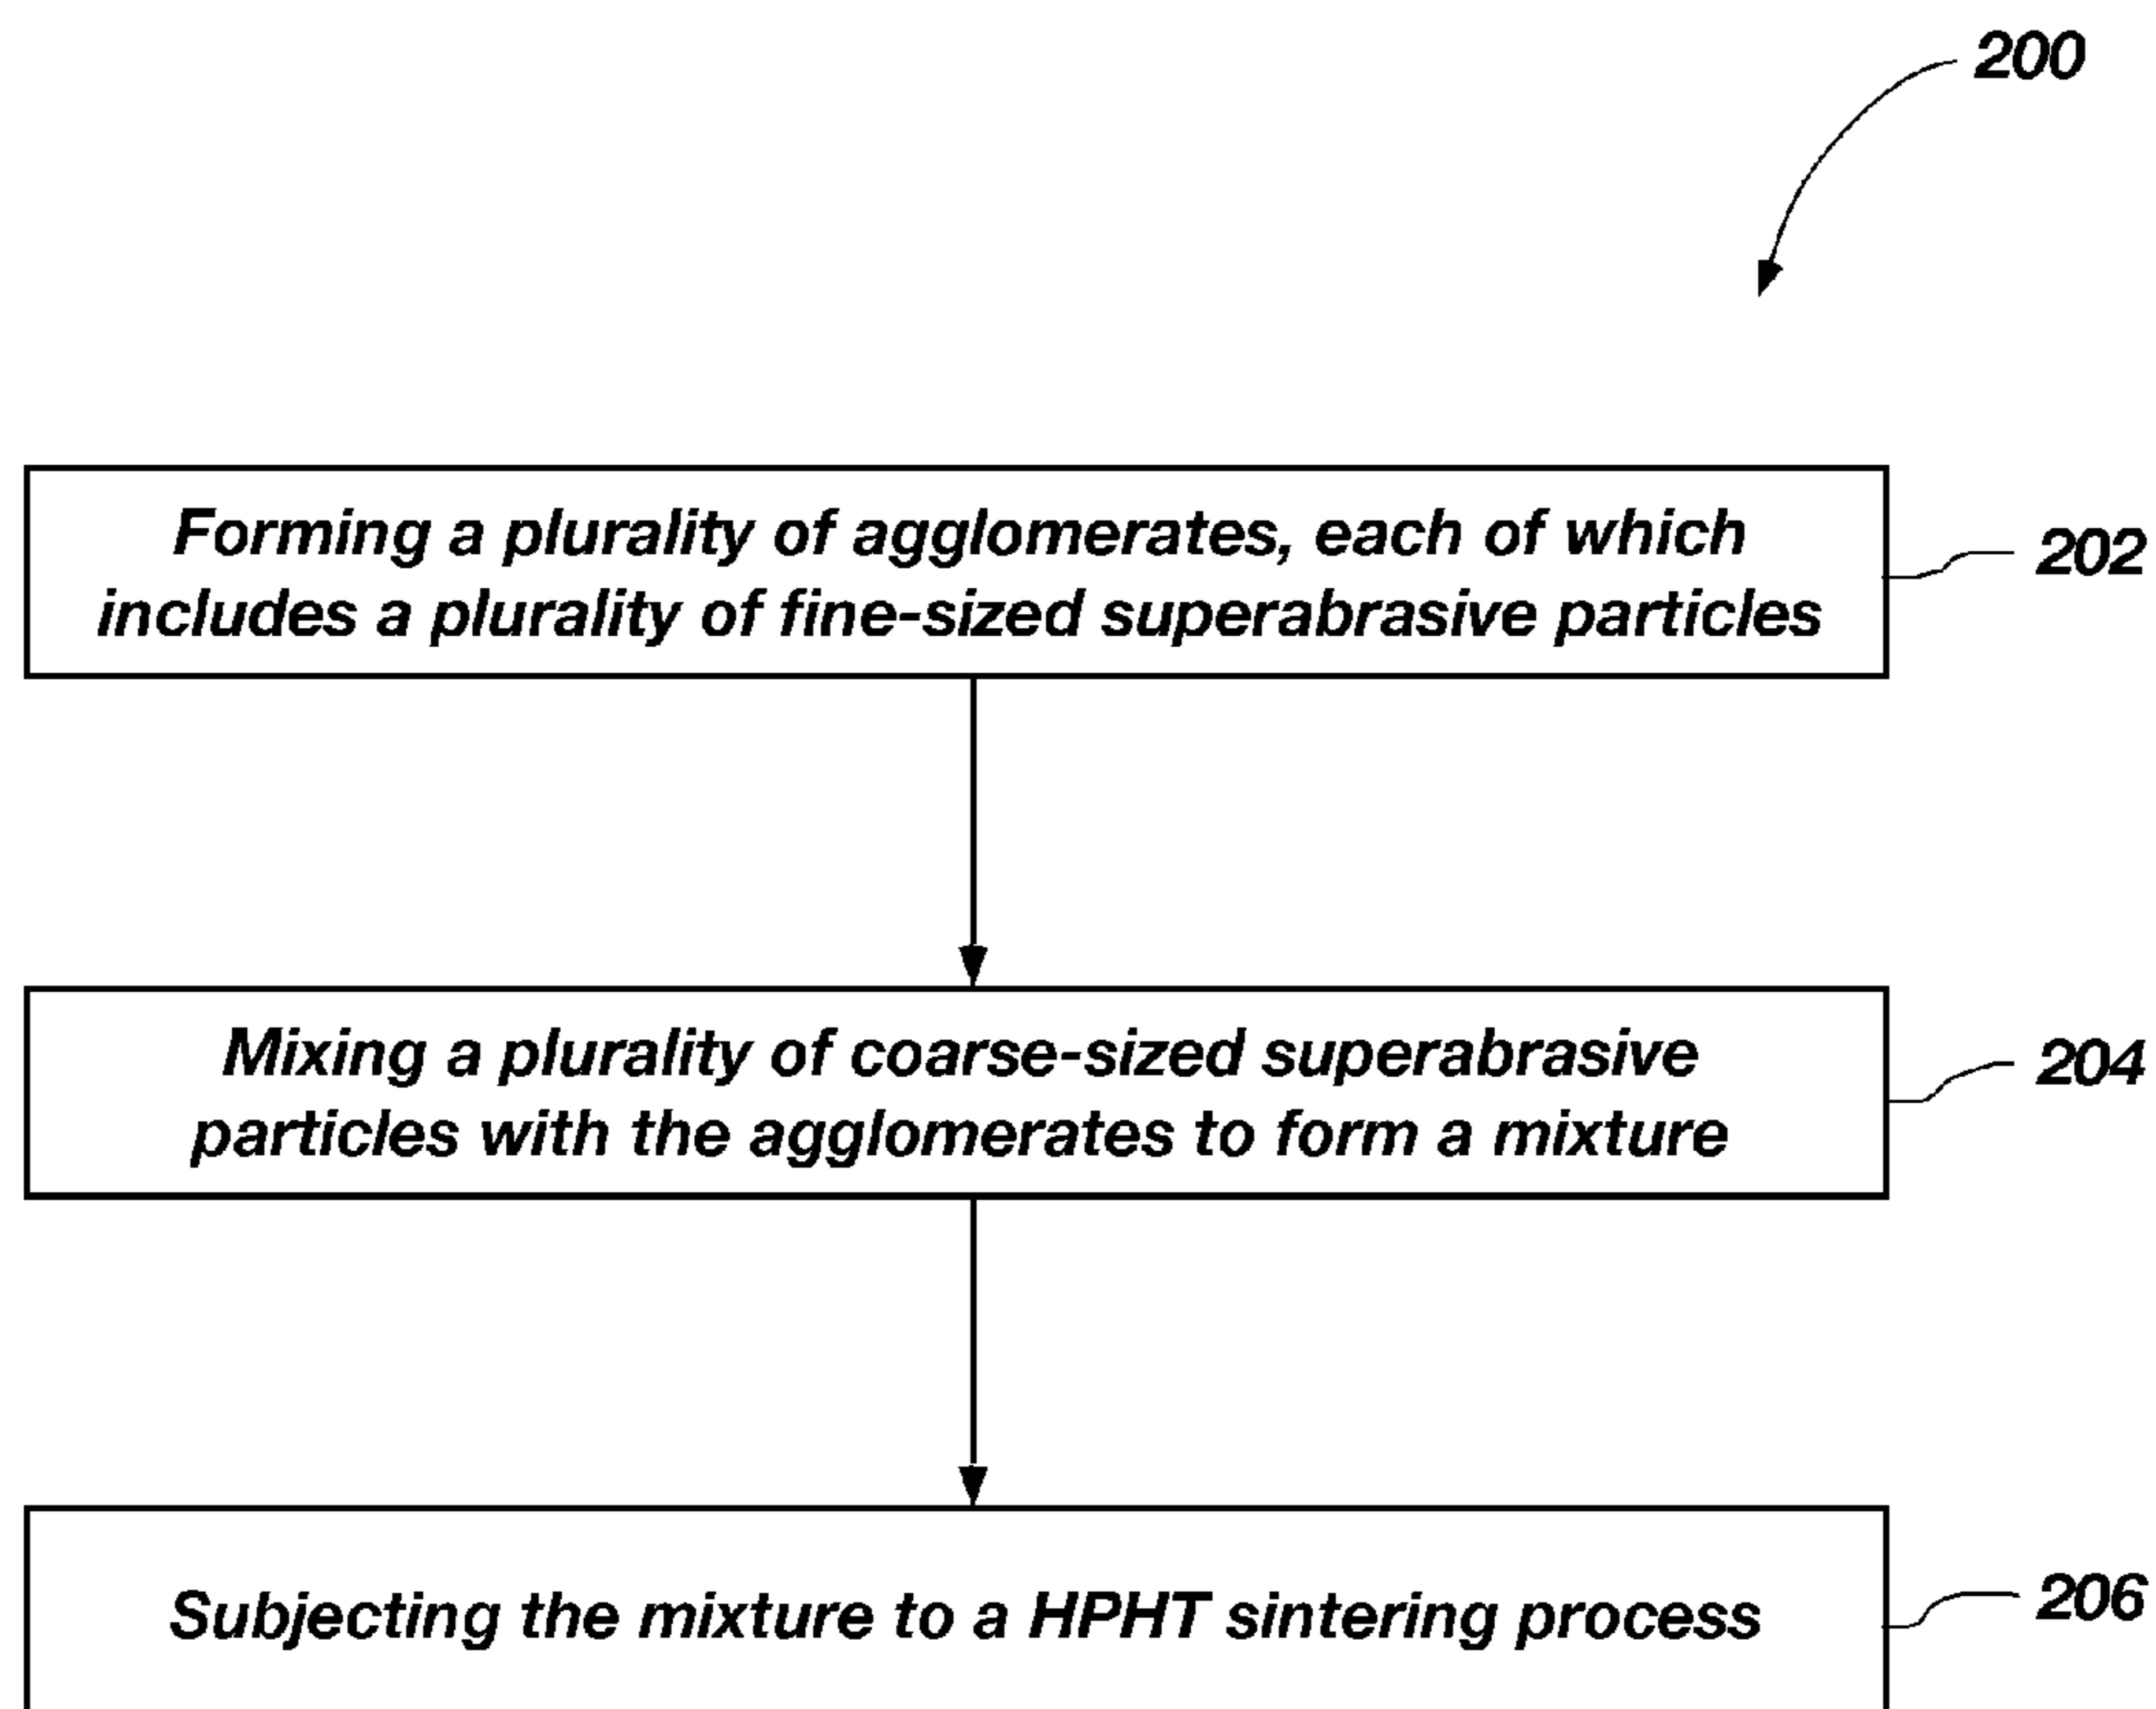 200
Forming a plurality of agglomerates, each of which
includes a plurality of fine-sized superabrasive particles
202
Mixing a plurality of coarse-sized superabrasive
particles with the agglomerates to form a mixture
204
Subjecting the mixture to a HPHT sintering process
206